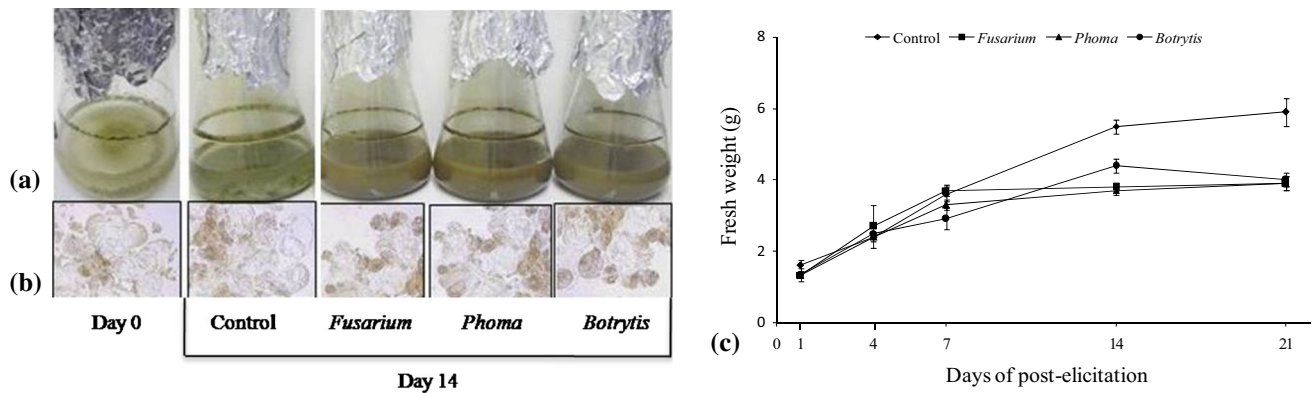 (a)
(b)
Day 0
Control
Fusarium
Phoma
Botrytis
Day 14
Control Fusarium Phoma Botrytis
8
6
4
2
0
Fresh weight (g)
0 1 4 7 14 21
Days of post-elicitation
(c)